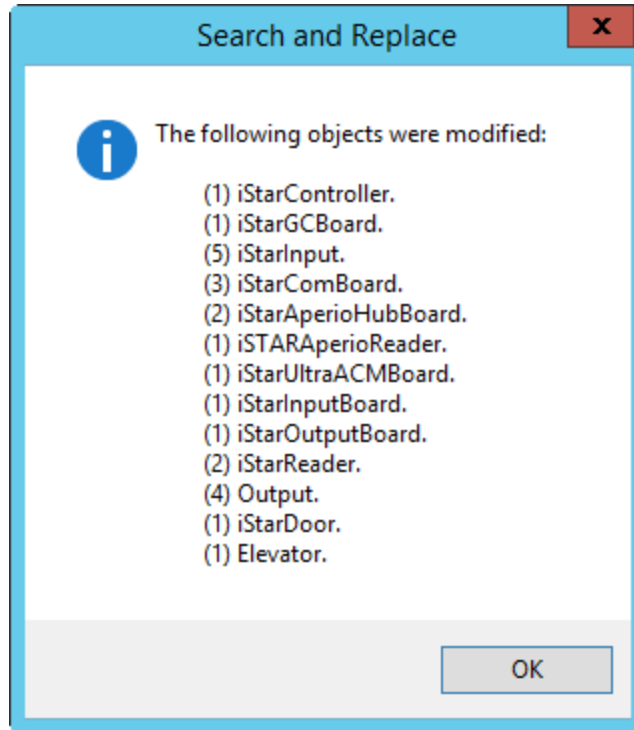 Search and Replace
x
i
The following objects were modified:
(1) iStarController.
(1) iStarGCBoard.
(5) iStarInput.
(3) iStarComBoard.
(2) iStarAperioHubBoard.
(1) iSTARAperioReader.
(1) iStarUltraACMBoard.
(1) iStarInputBoard.
(1) iStarOutputBoard.
(2) iStarReader.
(4) Output.
(1) iStarDoor.
(1) Elevator.
OK